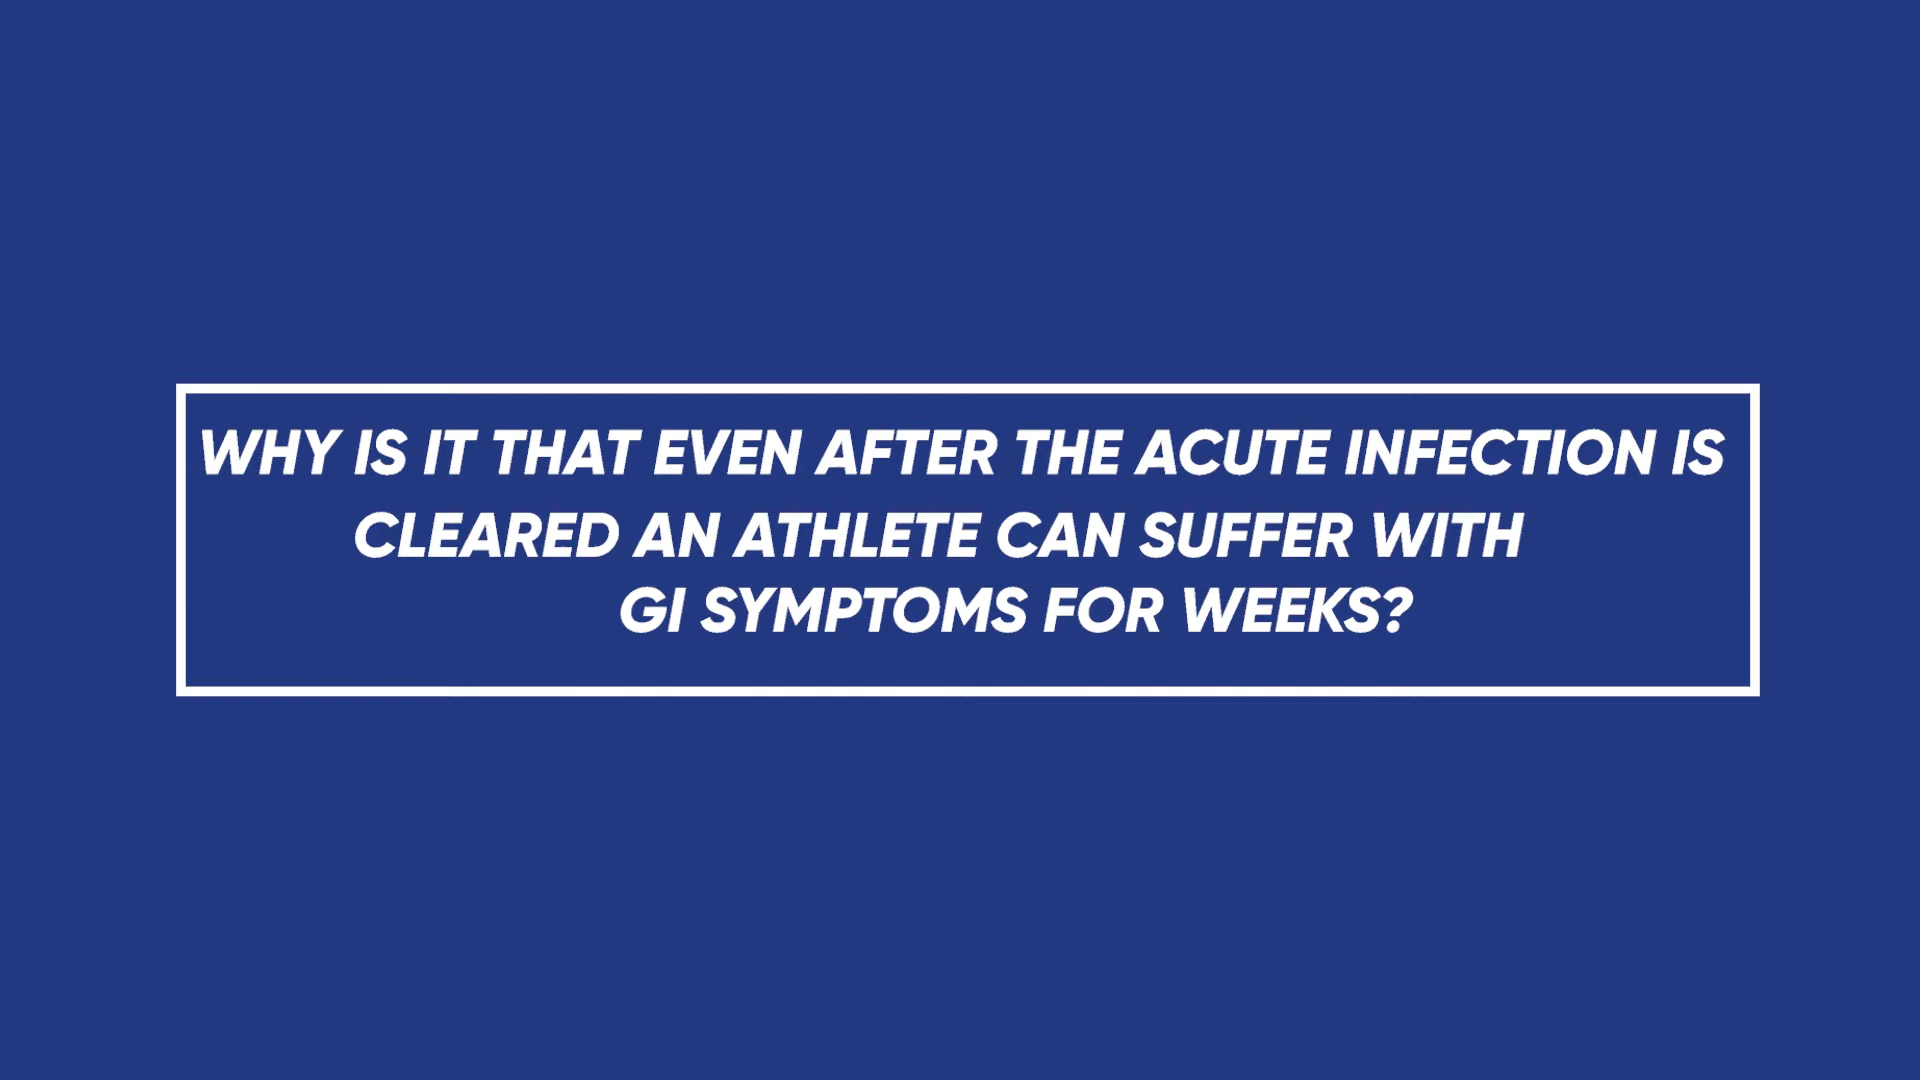 WHY IS IT THAT EVEN AFTER THE ACUTE INFECTION IS
CLEARED AN ATHLETE CAN SUFFER WITH
GI SYMPTOMS FOR WEEKS?